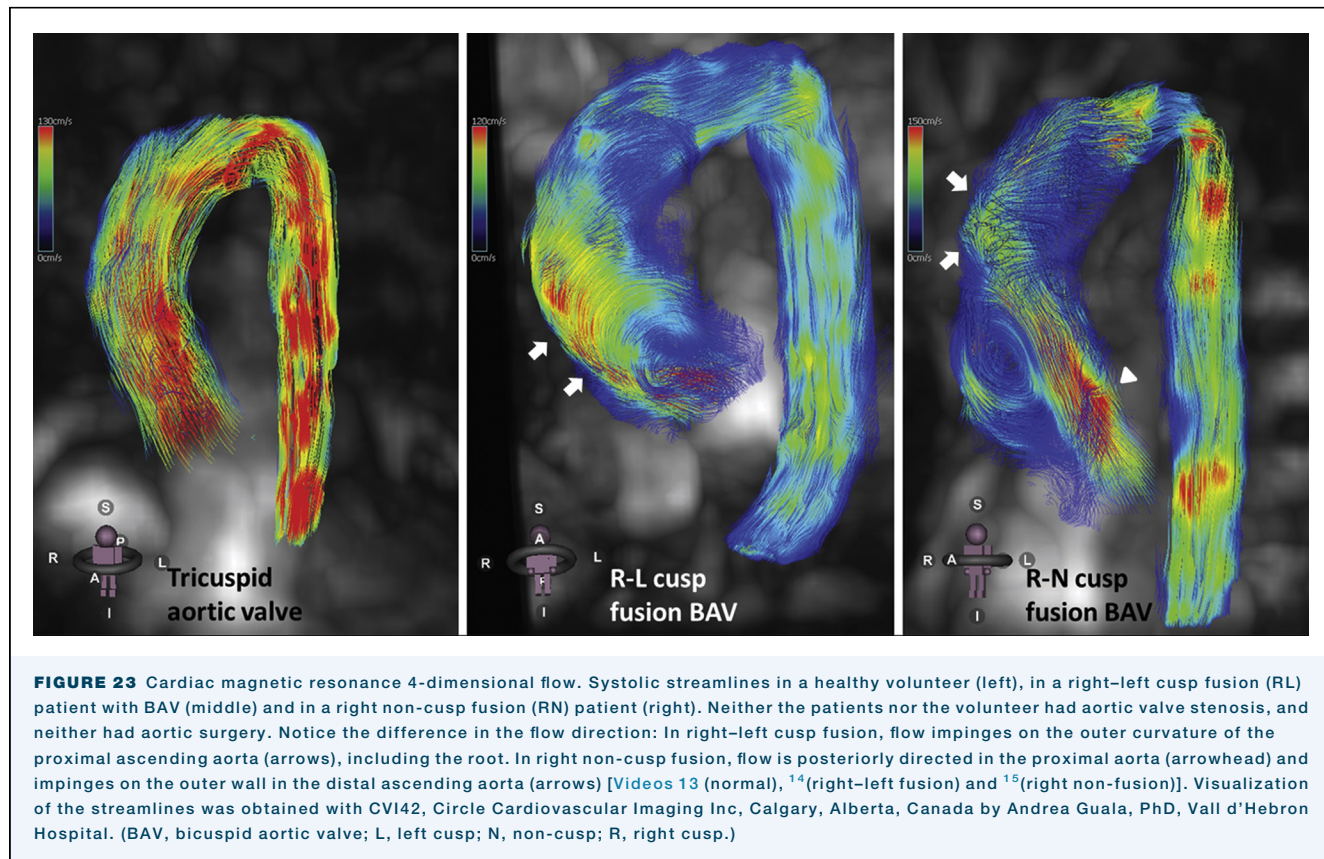 130cm/s
0cm/s
S
P
R
L
A
I
Tricuspid
aortic valve
120cm/s
0cm/s
S
A
R
L
I
R-L cusp
fusion BAV
150cm/s
0cm/s
S
R
A
L
I
R-N cusp
fusion BAV
FIGURE 23 Cardiac magnetic resonance 4-dimensional flow. Systolic streamlines in a healthy volunteer (left), in a right–left cusp fusion (RL)
patient with BAV (middle) and in a right non-cusp fusion (RN) patient (right). Neither the patients nor the volunteer had aortic valve stenosis, and
neither had aortic surgery. Notice the difference in the flow direction: In right–left cusp fusion, flow impinges on the outer curvature of the
proximal ascending aorta (arrows), including the root. In right non-cusp fusion, flow is posteriorly directed in the proximal aorta (arrowhead) and
impinges on the outer wall in the distal ascending aorta (arrows) [Videos 13 (normal), 14(right–left fusion) and 15(right non-fusion)]. Visualization
of the streamlines was obtained with CVI42, Circle Cardiovascular Imaging Inc, Calgary, Alberta, Canada by Andrea Guala, PhD, Vall d'Hebron
Hospital. (BAV, bicuspid aortic valve; L, left cusp; N, non-cusp; R, right cusp.)